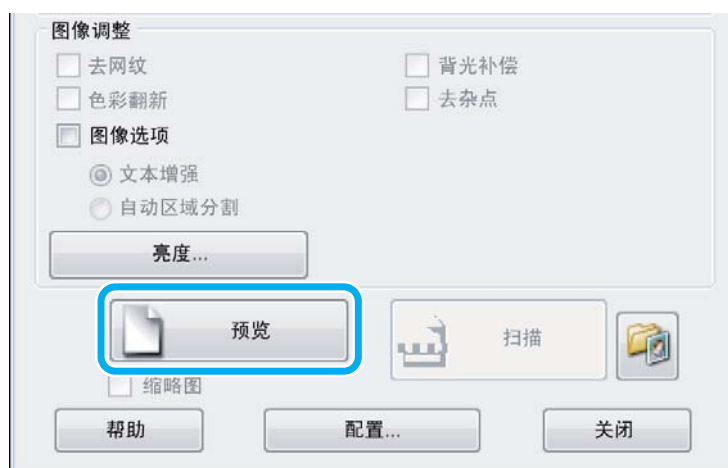 图像调整
去网纹 背光补偿
色彩翻新 去杂点
图像选项
文本增强
自动区域分割
亮度...
预览 扫描
缩略图
帮助 配置... 关闭